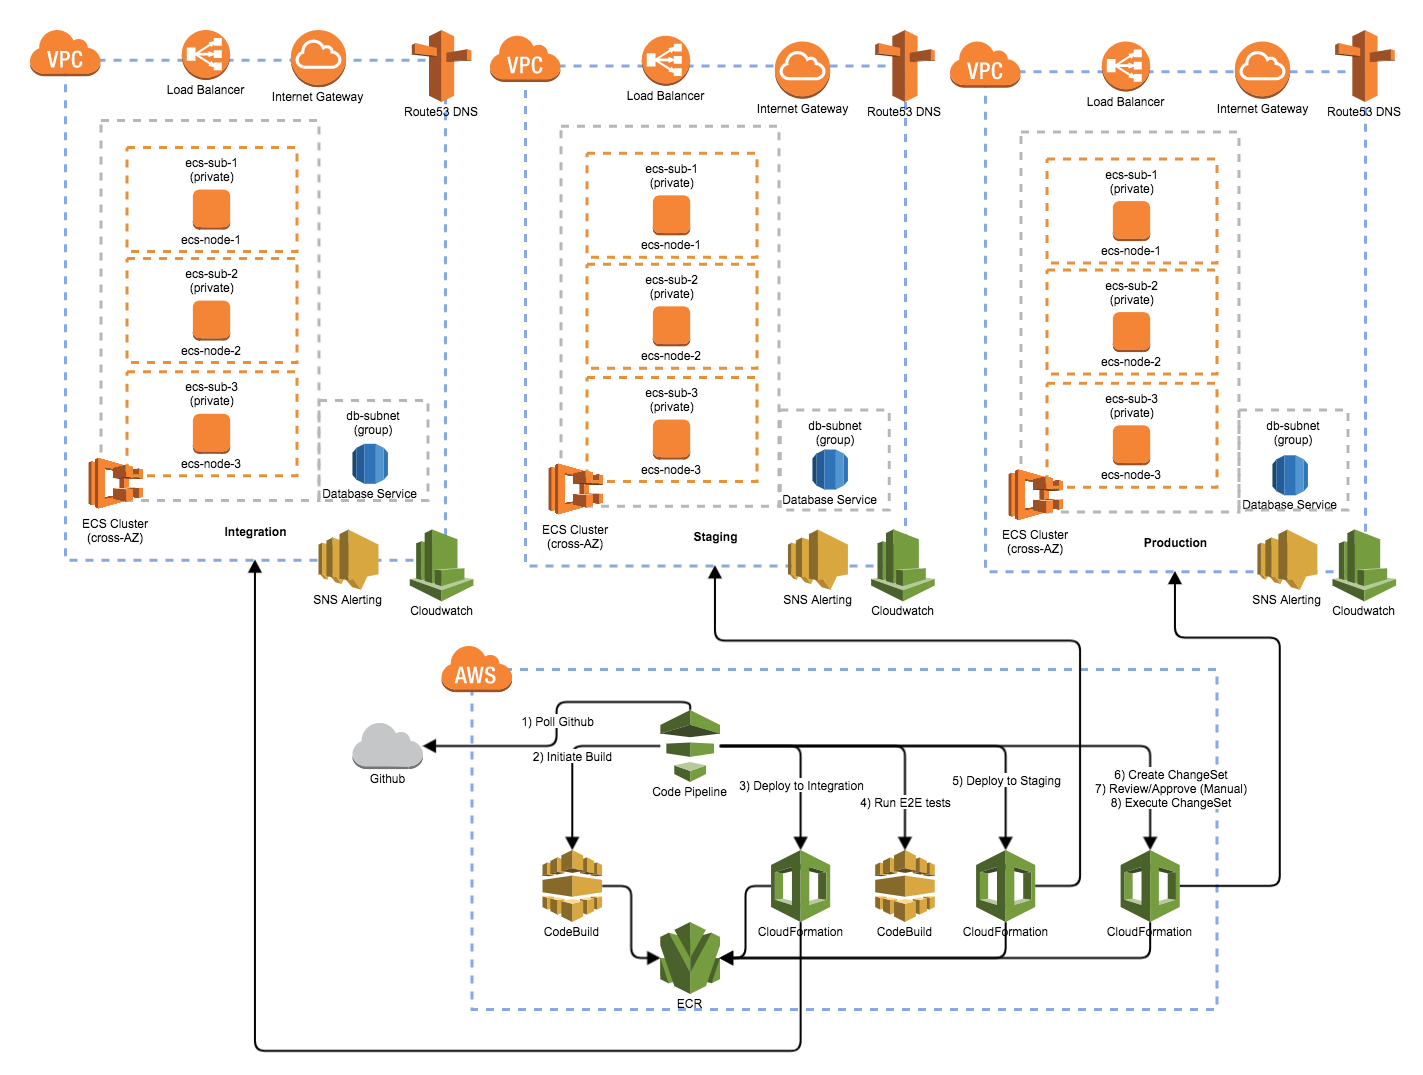 VPC
Load Balancer
Internet Gateway
Route53 DNS
ecs-sub-1
(private)
ecs-node-1
ecs-sub-2
(private)
ecs-node-2
ecs-sub-3
(private)
ecs-node-3
db-subnet
(group)
Database Service
ECS Cluster
(cross-AZ)
Integration
SNS Alerting
Cloudwatch
VPC
Load Balancer
Internet Gateway
Route53 DNS
ecs-sub-1
(private)
ecs-node-1
ecs-sub-2
(private)
ecs-node-2
ecs-sub-3
(private)
ecs-node-3
db-subnet
(group)
Database Service
ECS Cluster
(cross-AZ)
Staging
SNS Alerting
Cloudwatch
VPC
Load Balancer
Internet Gateway
Route53 DNS
ecs-sub-1
(private)
ecs-node-1
ecs-sub-2
(private)
ecs-node-2
ecs-sub-3
(private)
ecs-node-3
db-subnet
(group)
Database Service
ECS Cluster
(cross-AZ)
Production
SNS Alerting
Cloudwatch
AWS
1) Poll Github
Github
2) Initiate Build
Code Pipeline
3) Deploy to Integration
4) Run E2E tests
5) Deploy to Staging
6) Create ChangeSet
7) Review/Approve (Manual)
8) Execute ChangeSet
CodeBuild
CloudFormation
CodeBuild
CloudFormation
CloudFormation
ECR